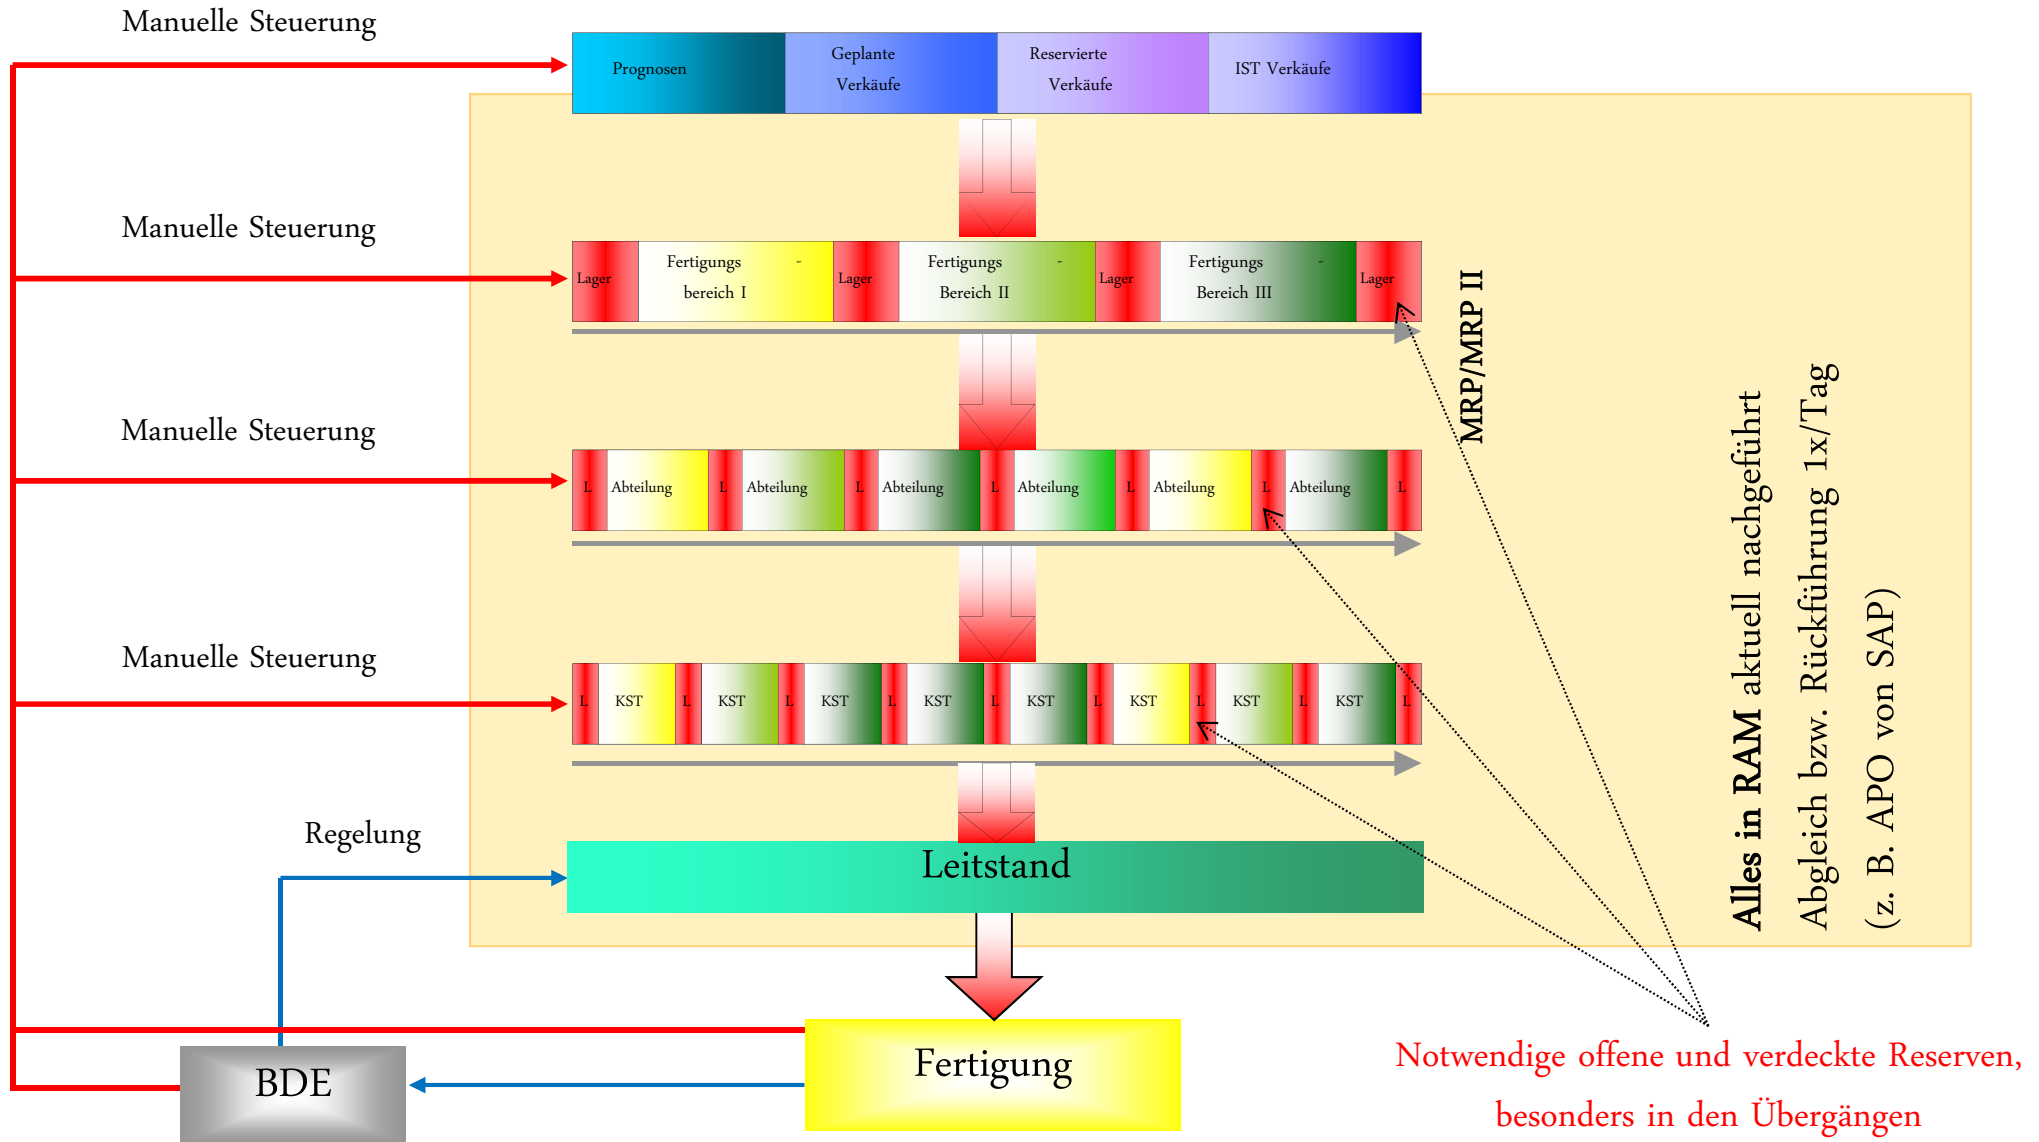 Manuelle Steuerung
Prognosen
Geplante
Verkäufe
Reservierte
Verkäufe
IST Verkäufe
Manuelle Steuerung
Lager
Fertigungs -
bereich I
Lager
Fertigungs -
Bereich II
Lager
Fertigungs -
Bereich III
Lager
MRP/MRP II
Manuelle Steuerung
L
Abteilung
L
Abteilung
L
Abteilung
L
Abteilung
L
Abteilung
L
Abteilung
L
Manuelle Steuerung
L
KST
L
KST
L
KST
L
KST
L
KST
L
KST
L
KST
L
KST
L
Alles in RAM aktuell nachgeführt
Abgleich bzw. Rückführung 1x/Tag
(z. B. APO von SAP)
Regelung
Leitstand
Fertigung
BDE
Notwendige offene und verdeckte Reserven,
besonders in den Übergängen